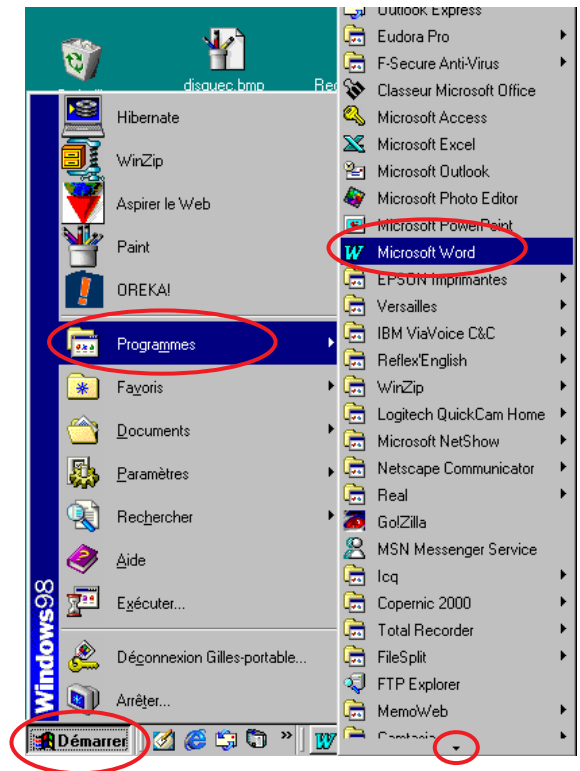 Outlook Express
Eudora Pro
F-Secure Anti-Virus
Classeur Microsoft Office
Microsoft Access
Microsoft Excel
Microsoft Outlook
Microsoft Photo Editor
Microsoft PowerPoint
Microsoft Word
EPSON Imprimantes
Versailles
IBM ViaVoice C&C
Reflex'English
WinZip
Logitech QuickCam Home
Microsoft NetShow
Netscape Communicator
Real
Go!Zilla
MSN Messenger Service
Icq
Copernic 2000
Total Recorder
FileSplit
FTP Explorer
MemoWeb
Camtasia
disquec.bmp
Rec
Hibernate
WinZip
Aspirer le Web
Paint
OREKA!
Programmes
Favoris
Documents
Paramètres
Rechercher
Aide
Exécuter...
Déconnexion Gilles-portable...
Arrêter...
Windows98
Démarrer
»